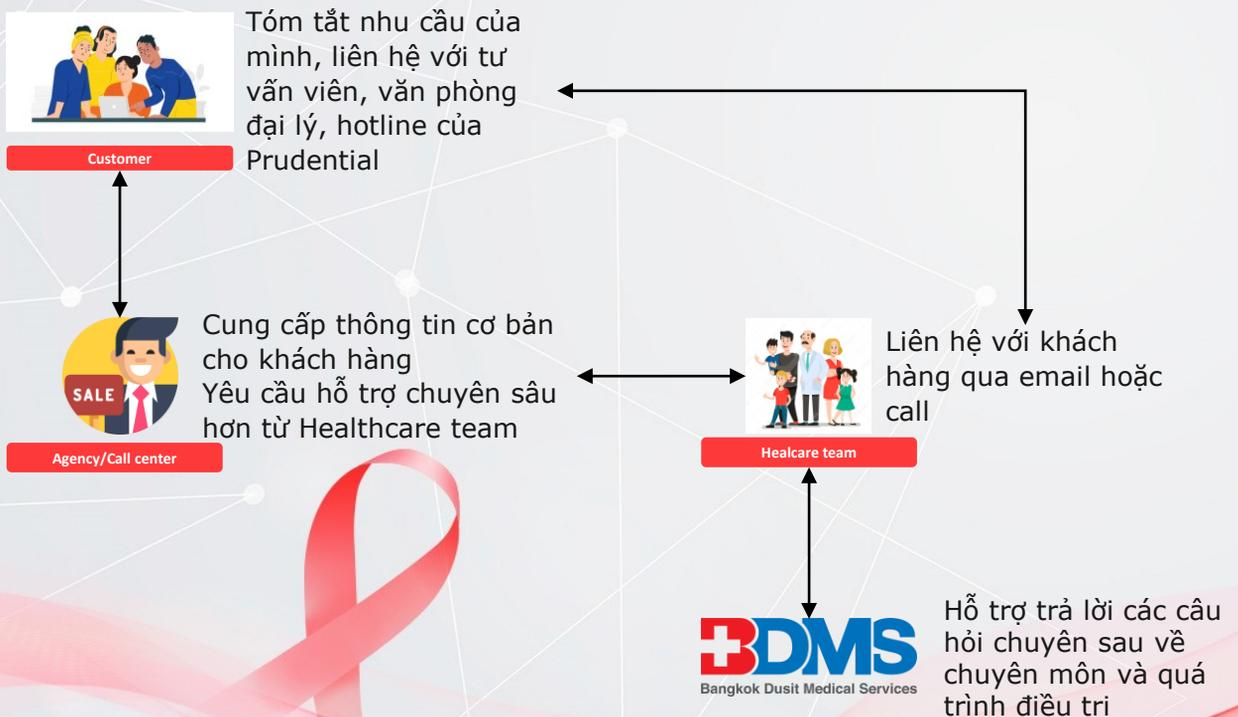 Tóm tắt nhu cầu của
mình, liên hệ với tư
vấn viên, văn phòng
đại lý, hotline của
Prudential
Customer
Cung cấp thông tin cơ bản
cho khách hàng
Yêu cầu hỗ trợ chuyên sâu
hơn từ Healthcare team
SALE
Agency/Call center
Liên hệ với khách
hàng qua email hoặc
call
Healcare team
BDMS
Bangkok Dusit Medical Services
Hỗ trợ trả lời các câu
hỏi chuyên sau về
chuyên môn và quá
trình điều trị